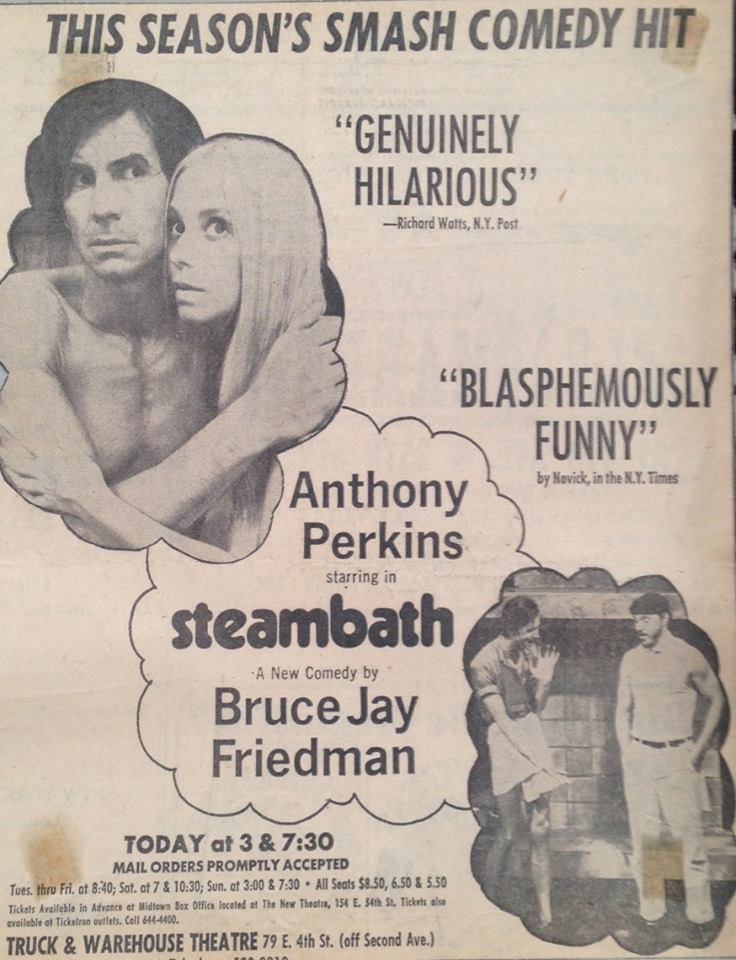 THIS SEASON'S SMASH COMEDY HIT
"GENUINELY
HILARIOUS"
—Richard Watts, N.Y. Post
"BLASPHEMOUSLY
FUNNY"
by Novick, in the N.Y. Times
Anthony
Perkins
starring in
steambath
A New Comedy by
Bruce Jay
Friedman
TODAY at 3 & 7:30
MAIL ORDERS PROMPTLY ACCEPTED
Tues. thru Fri. at 8:40; Sat. at 7 & 10:30; Sun. at 3:00 & 7:30 • All Seats $8.50, 6.50 & 5.50
Tickets Available in Advance at Midtown Box Office located at The New Theatre, 154 E. 54th St. Tickets also
available at Ticketron outlets. Call 644-4400.
TRUCK & WAREHOUSE THEATRE 79 E. 4th St. (off Second Ave.)